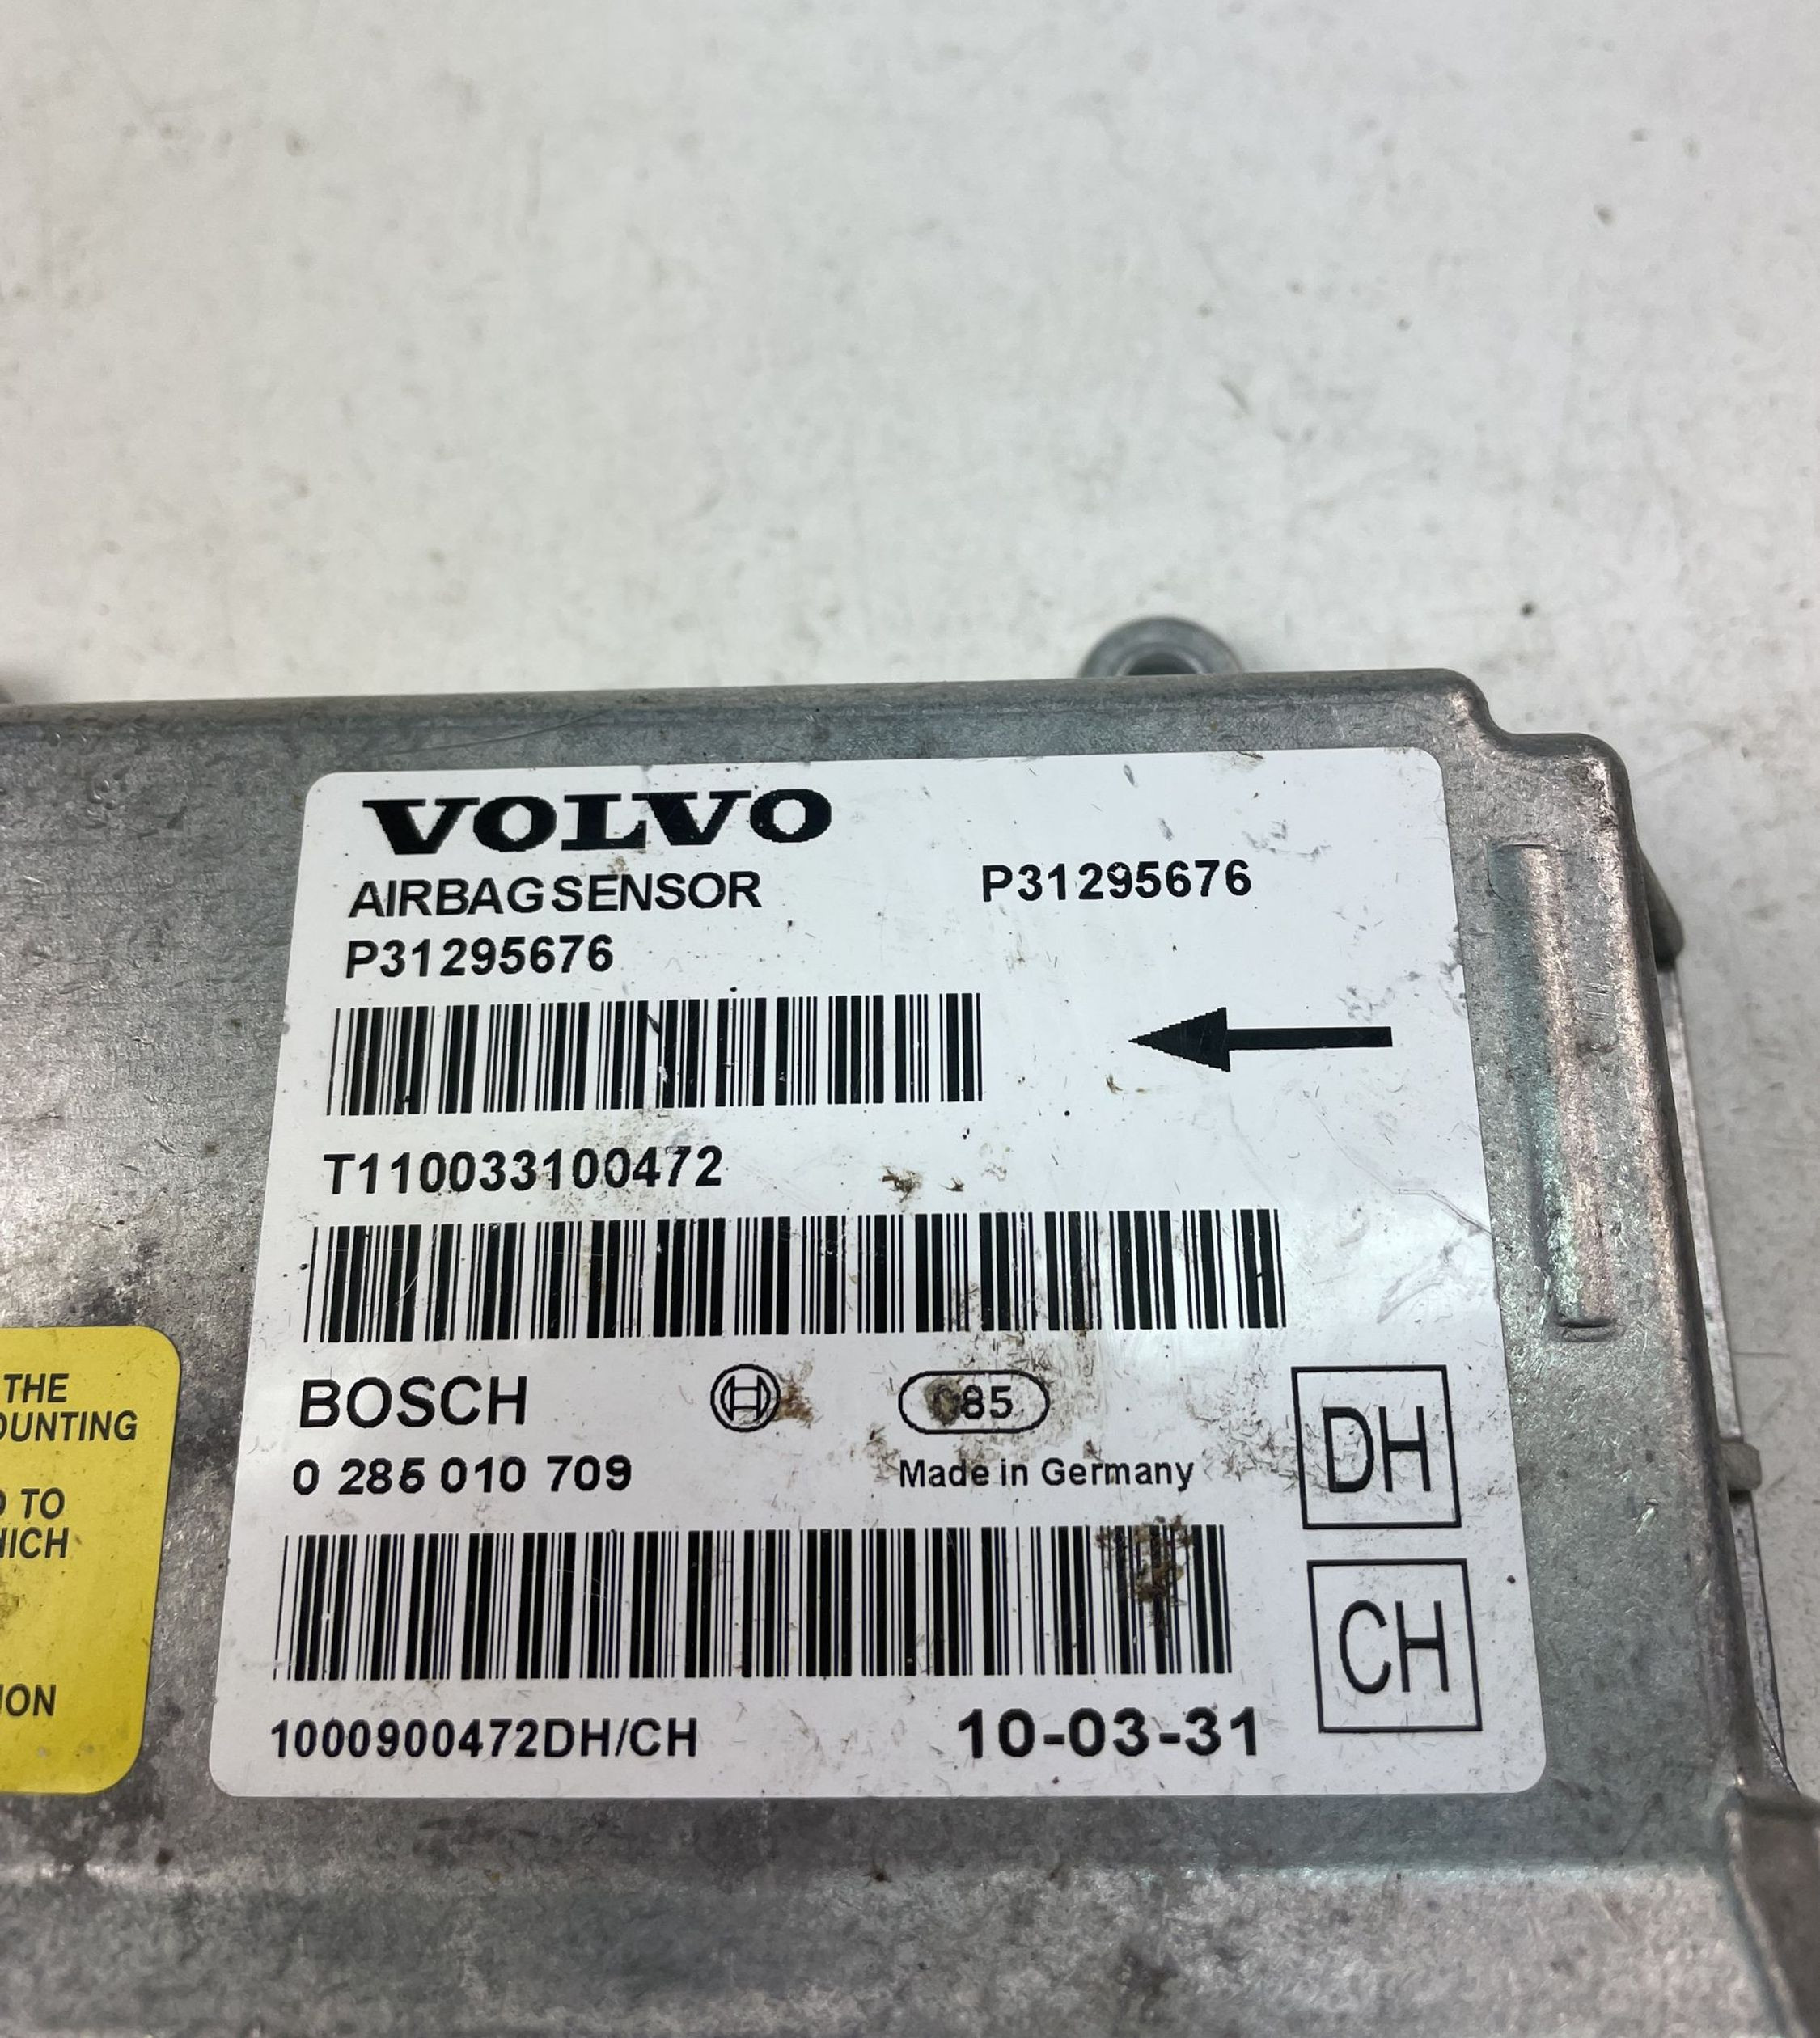 VOLVO
AIRBAGSENSOR
P31295676
P31295676
T110033100472
BOSCH
85
0 285 010 709
Made in Germany
DH
CH
1000900472DH/CH
10-03-31
THE
OUNTING
TO
HICH
ION